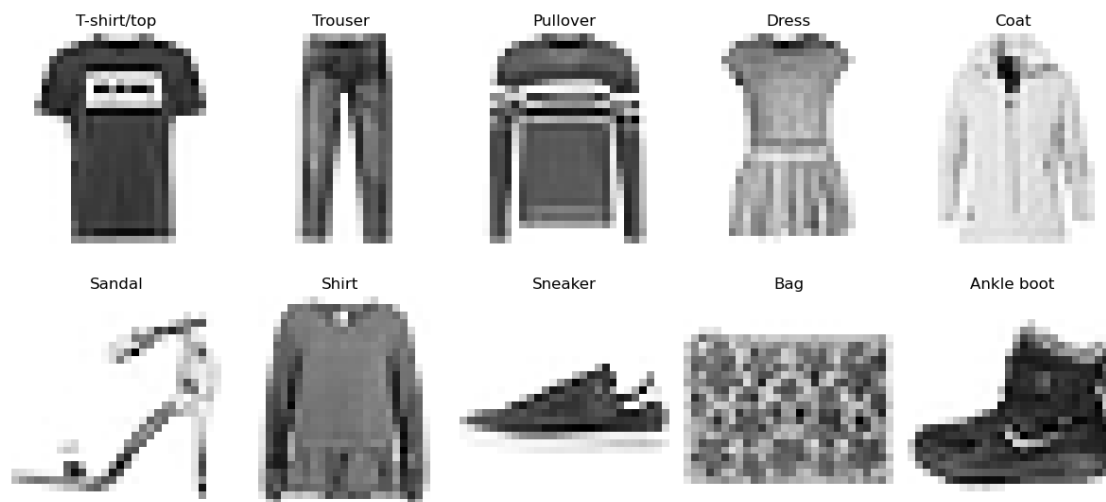 T-shirt/top
Trouser
Pullover
Dress
Coat
Sandal
Shirt
Sneaker
Bag
Ankle boot